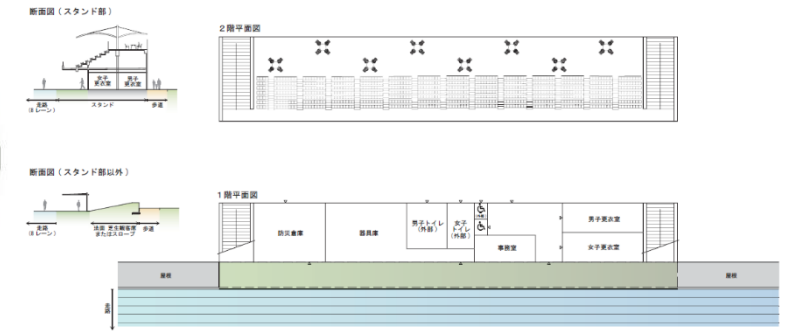 断面図(スタンド部)
女子
更衣室
男子
更衣室
走路
(8レーン)
スタンド
歩道
2階平面図
断面図(スタンド部以外)
走路
(8レーン)
法面 芝生観客席
またはスロープ
歩道
1階平面図
防災倉庫
器具庫
男子トイレ
(外部)
女子
トイレ
(外部)
事務室
男子更衣室
女子更衣室
屋根
屋根
走路